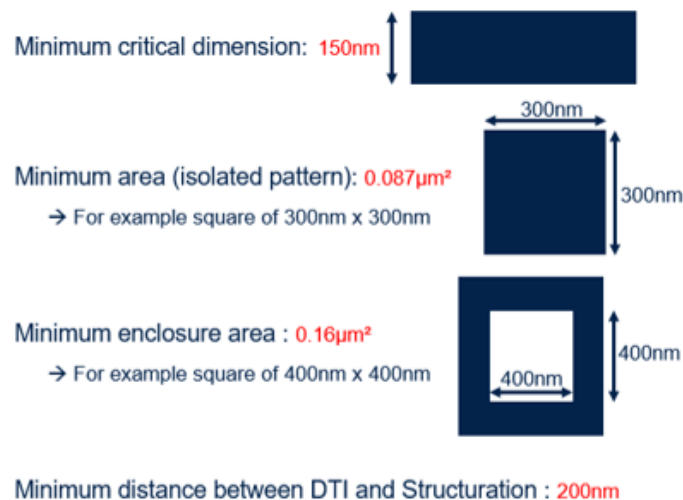 Minimum critical dimension: 150nm
300nm
Minimum area (isolated pattern): 0.087µm²
300nm
→ For example square of 300nm x 300nm
Minimum enclosure area : 0.16µm²
400nm
→ For example square of 400nm x 400nm
400nm
Minimum distance between DTI and Structuration : 200nm